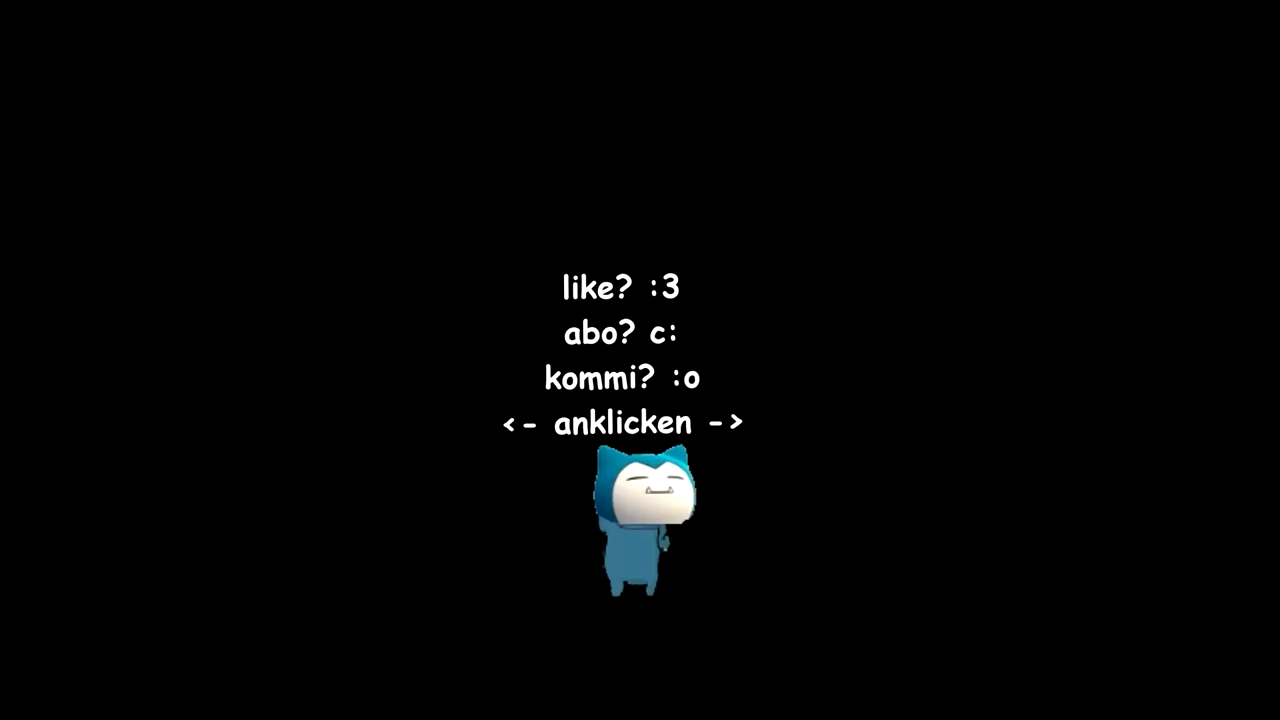 like? :3
abo? c:
kommi? :o
<- anklicken ->